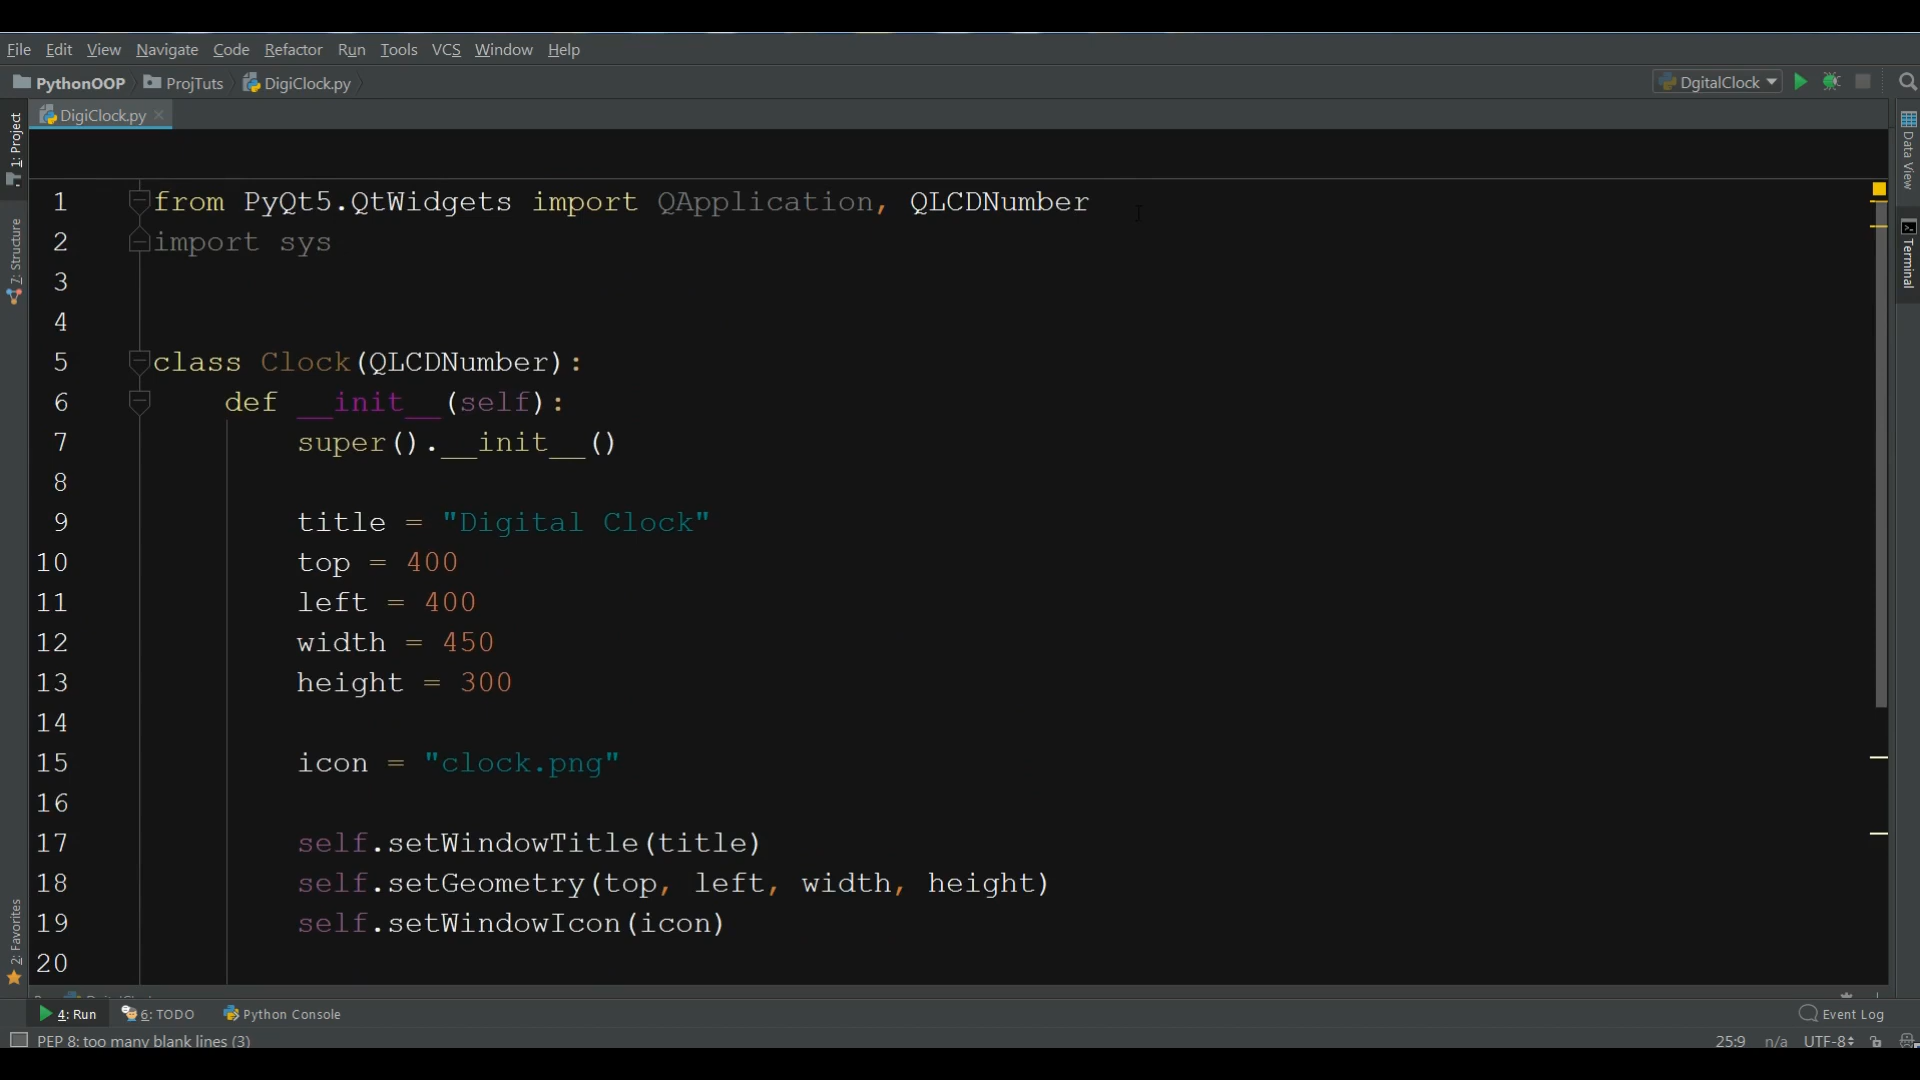 File Edit View Navigate Code Refactor Run Tools VCS Window Help
PythonOOP ProjTuts DigiClock.py DgitalClock
DigiClock.py
1: Project
7: Structure
2: Favorites
Data View
Terminal
1 from PyQt5.QtWidgets import QApplication, QLCDNumber
2 import sys
3
4
5 class Clock(QLCDNumber):
6 def __init__(self):
7 super().__init__()
8
9 title = "Digital Clock"
10 top = 400
11 left = 400
12 width = 450
13 height = 300
14
15 icon = "clock.png"
16
17 self.setWindowTitle(title)
18 self.setGeometry(top, left, width, height)
19 self.setWindowIcon(icon)
20
4: Run 6: TODO Python Console Event Log
PEP 8: too many blank lines (3) 25:9 n/a UTF-8